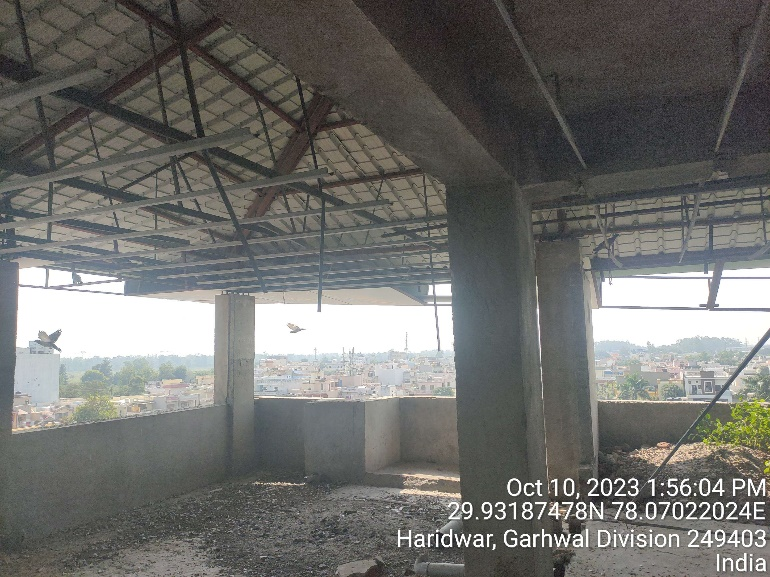 Oct 10, 2023 1:56:04 PM
29.93187478N 78.07022024E
Haridwar, Garhwal Division 249403
India